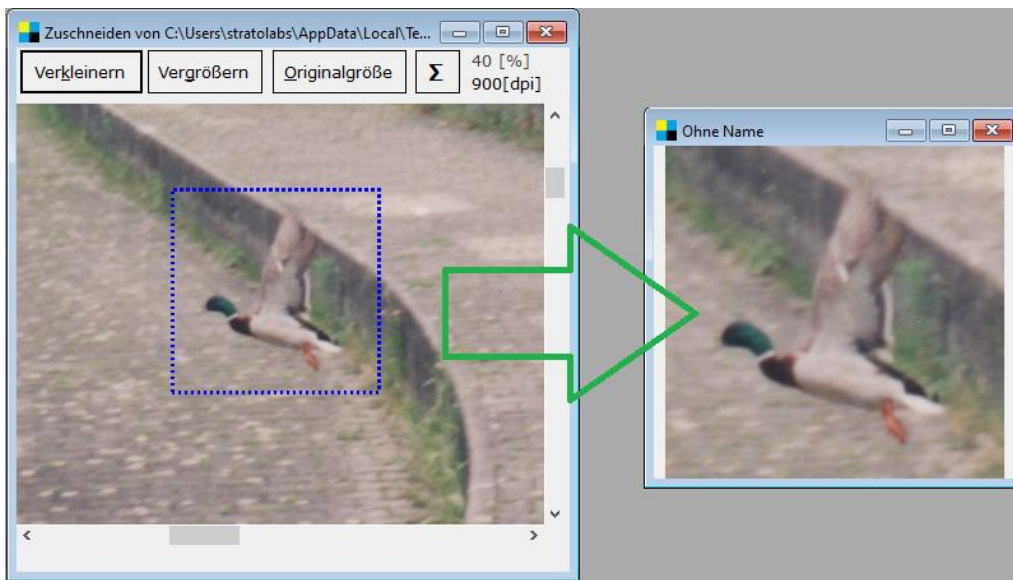 Zuschneiden von C:\Users\stratolabs\AppData\Local\Te...
Verkleinern
Vergrößern
Originalgröße
Σ
40 [%]
900[dpi]
Ohne Name